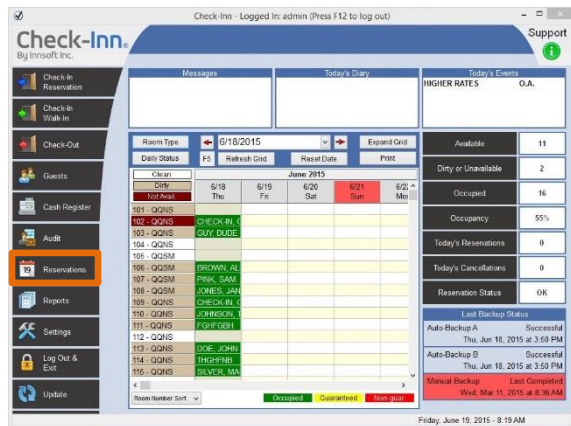 Check-Inn - Logged In: admin (Press F12 to log out)
Check-Inn.
By Innsoft Inc.
Support
Check-In
Reservation
Check-In
Walk-In
Check-Out
Guests
Cash Register
Audit
19 Reservations
Reports
Settings
Log Out &
Exit
Update
Messages
Today's Diary
Today's Events
HIGHER RATES O.A.
Room Type 6/18/2015 Expand Grid
Daily Status F5 Refresh Grid Reset Date Print
Clean June 2015
Dirty 6/18 6/19 6/20 6/21 6/22
Not Avail. Thu Fri Sat Sun Mon
101 - QQNS
102 - QQNS CHECK-IN, C
103 - QQNS GUY, DUDE
104 - QQNS
105 - QQSM
106 - QQSM BROWN, AL
107 - QQSM PINK, SAM
108 - QQSM JONES, JAN
109 - QQNS CHECK-IN, C
110 - QQNS JOHNSON, T
111 - QQNS FGHFGBH
112 - QQNS
113 - QQNS DOE, JOHN
114 - QQNS THGHFNB
115 - QQNS SILVER, MA
Room Number Sort Occupied Guaranteed Non-guar
Available 11
Dirty or Unavailable 2
Occupied 16
Occupancy 55%
Today's Reservations 0
Today's Cancellations 0
Reservation Status OK
Last Backup Status
Auto-Backup A Successful
Thu, Jun 18, 2015 at 3:50 PM
Auto-Backup B Successful
Thu, Jun 18, 2015 at 3:50 PM
Manual Backup Last Completed
Wed, Mar 11, 2015 at 8:36 AM
Friday, June 19, 2015 - 8:19 AM